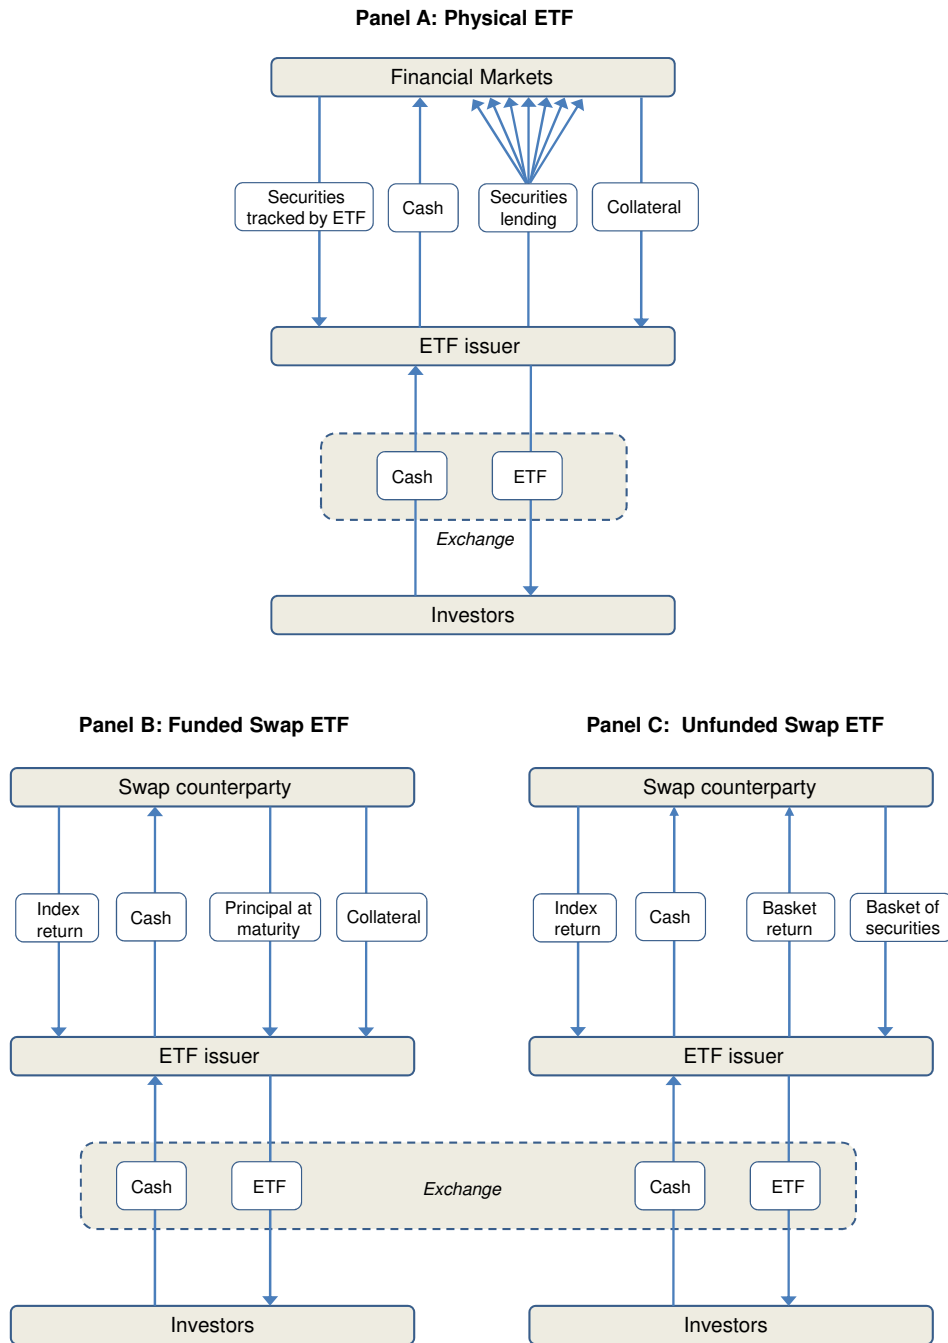 Panel A: Physical ETF
Financial Markets
Securities
tracked by ETF
Cash
Securities
lending
Collateral
ETF issuer
Cash
ETF
Exchange
Investors
Panel B: Funded Swap ETF
Swap counterparty
Index
return
Cash
Principal at
maturity
Collateral
ETF issuer
Cash
ETF
Exchange
Investors
Panel C: Unfunded Swap ETF
Swap counterparty
Index
return
Cash
Basket
return
Basket of
securities
ETF issuer
Cash
ETF
Investors